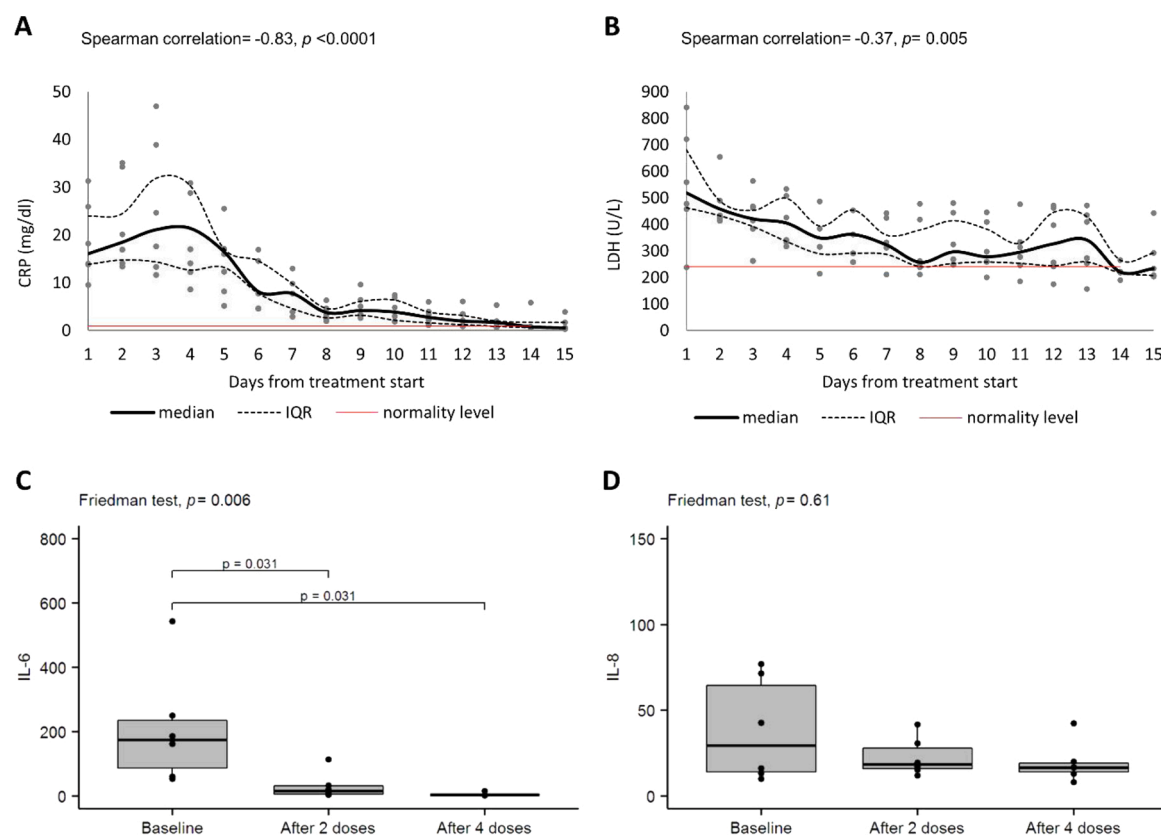 A
Spearman correlation= -0.83, p <0.0001
50
40
30
20
10
0
CRP (mg/dl)
1 2 3 4 5 6 7 8 9 10 11 12 13 14 15
Days from treatment start
median IQR normality level
B
Spearman correlation= -0.37, p= 0.005
900
800
700
600
500
400
300
200
100
0
LDH (U/L)
1 2 3 4 5 6 7 8 9 10 11 12 13 14 15
Days from treatment start
median IQR normality level
C
Friedman test, p= 0.006
800
600
400
200
0
IL-6
p = 0.031
p = 0.031
Baseline After 2 doses After 4 doses
D
Friedman test, p= 0.61
150
100
50
0
IL-8
Baseline After 2 doses After 4 doses